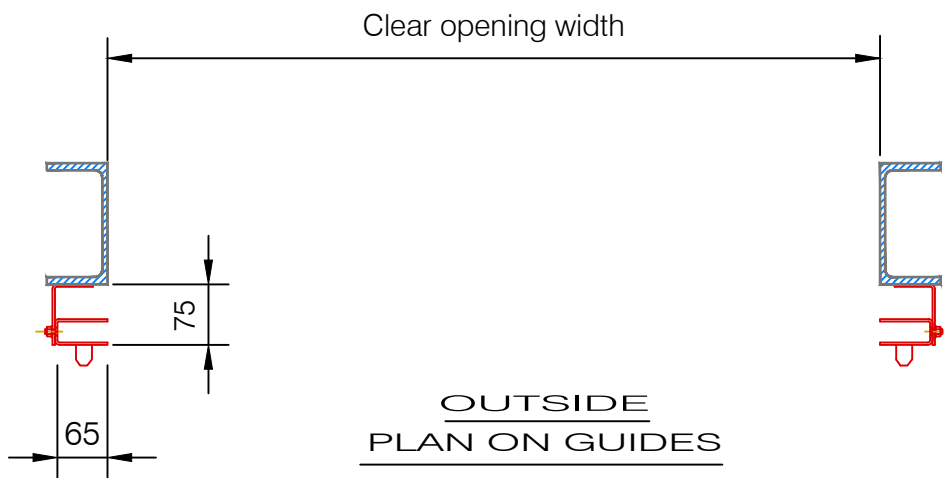 Clear opening width
75
65
OUTSIDE
PLAN ON GUIDES